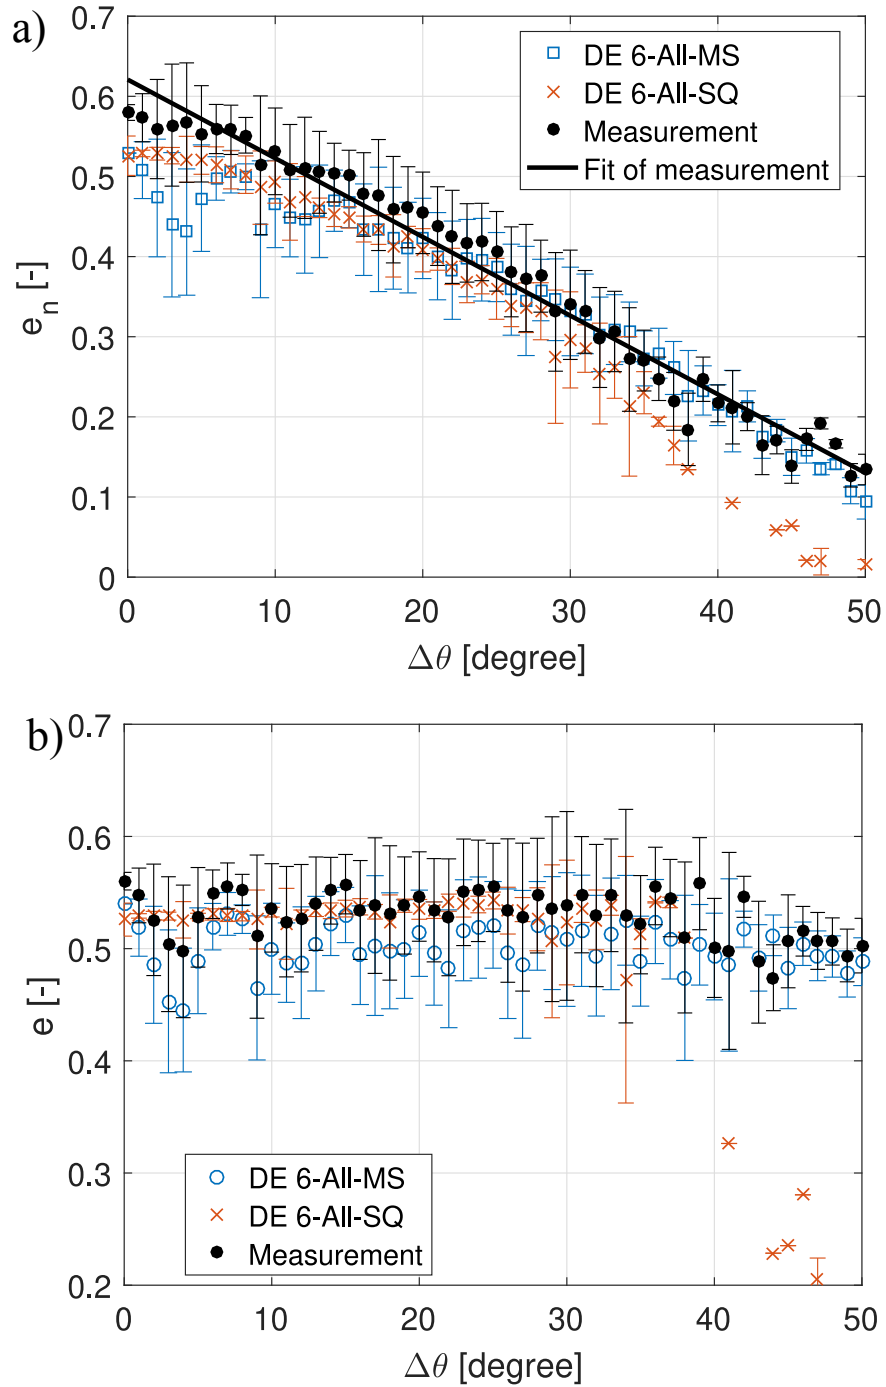 a)
0.7
0.6
0.5
0.4
0.3
0.2
0.1
0
e_n [-]
DE 6-All-MS
DE 6-All-SQ
Measurement
Fit of measurement
0 10 20 30 40 50
Δθ [degree]
b)
0.7
0.6
0.5
0.4
0.3
0.2
e [-]
DE 6-All-MS
DE 6-All-SQ
Measurement
0 10 20 30 40 50
Δθ [degree]